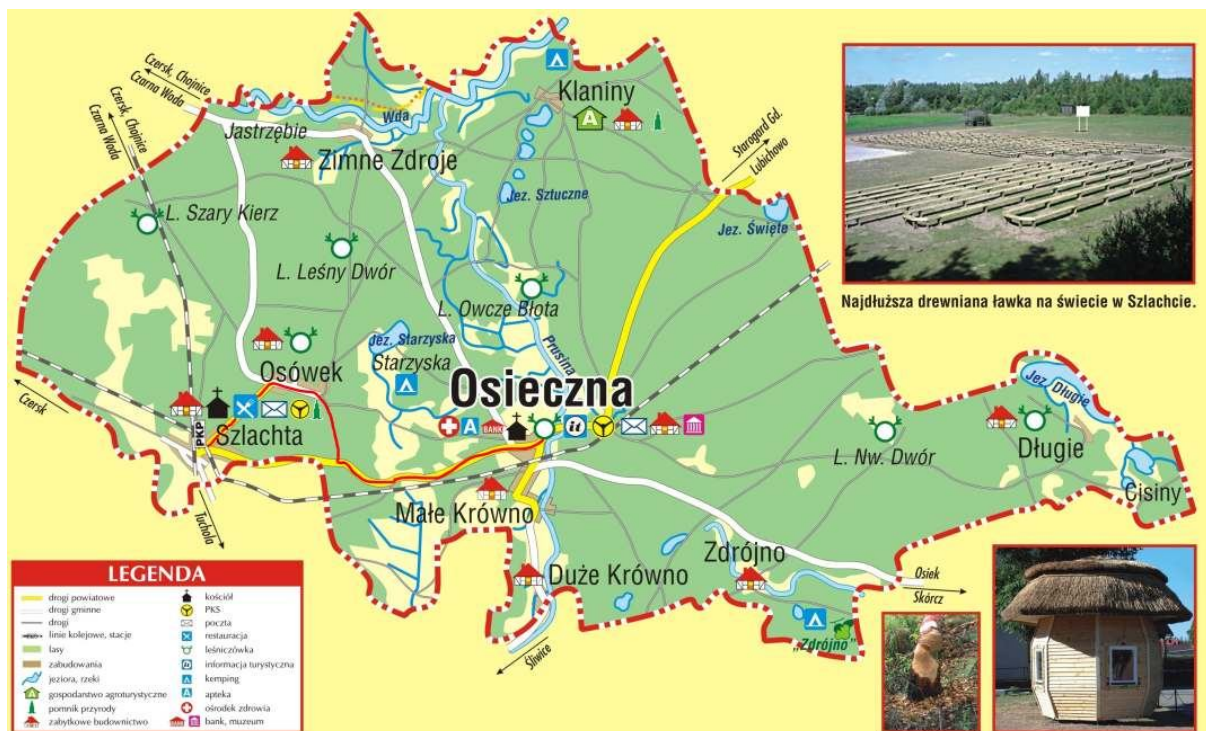 Czersk, Chojnice
Czarna Woda
Czersk, Chojnice
Czarna Woda
Jastrzębie
Wda
Klaniny
Zimne Zdroje
Starogard Gd.
Lubichowo
Jez. Sztuczne
Jez. Święte
L. Szary Kierz
L. Leśny Dwór
L. Owcze Błota
Najdłuższa drewniana ławka na świecie w Szlachcie.
Jez. Starzyska
Starzyska
Prusina
Osówek
Osieczna
BANK
it
Czersk
PKP
Szlachta
Jez. Długie
Długie
L. Nw. Dwór
Cisiny
Małe Krówno
Tuchola
Zdrójno
Duże Krówno
Osiek
Skórcz
„Zdrójno”
Śliwice
LEGENDA
drogi powiatowe
drogi gminne
drogi
linie kolejowe, stacje
lasy
zabudowania
jeziora, rzeki
gospodarstwo agroturystyczne
pomnik przyrody
zabytkowe budownictwo
kościół
PKS
poczta
restauracja
leśniczówka
informacja turystyczna
kemping
apteka
ośrodek zdrowia
bank, muzeum